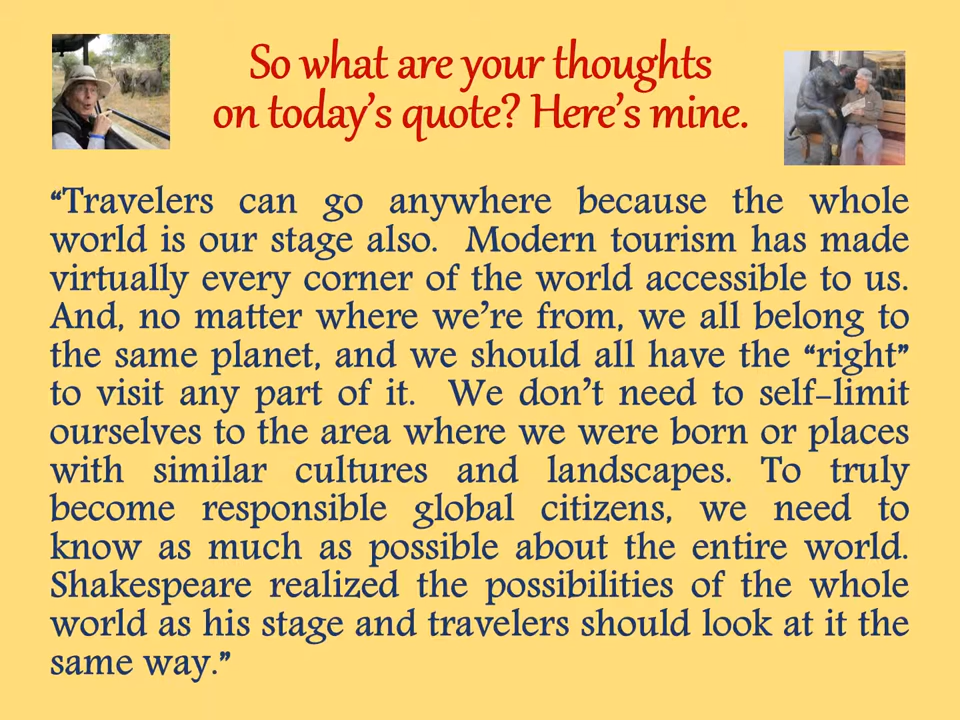 So what are your thoughts
on today's quote? Here's mine.
“Travelers can go anywhere because the whole
world is our stage also. Modern tourism has made
virtually every corner of the world accessible to us.
And, no matter where we're from, we all belong to
the same planet, and we should all have the “right”
to visit any part of it. We don't need to self-limit
ourselves to the area where we were born or places
with similar cultures and landscapes. To truly
become responsible global citizens, we need to
know as much as possible about the entire world.
Shakespeare realized the possibilities of the whole
world as his stage and travelers should look at it the
same way.”